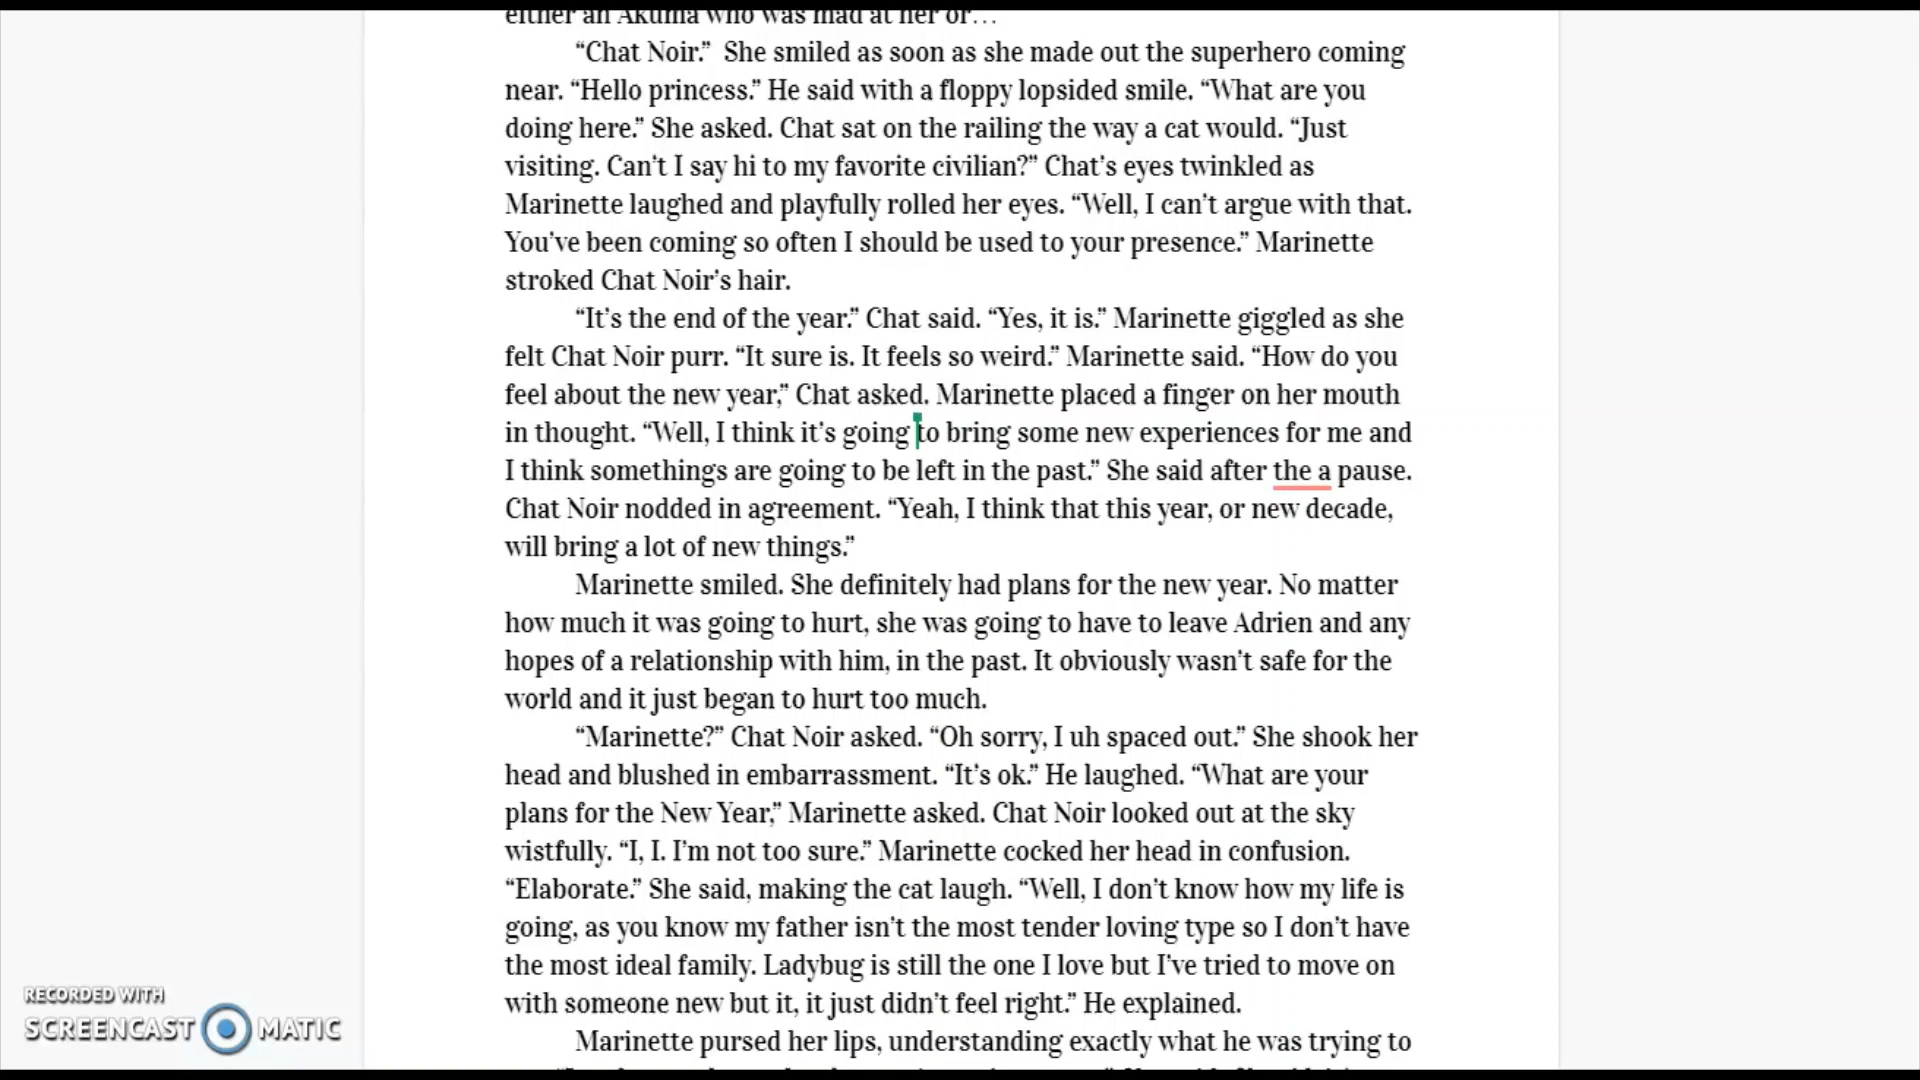 either an Akuma who was mad at her or…
“Chat Noir.”  She smiled as soon as she made out the superhero coming
near. “Hello princess.” He said with a floppy lopsided smile. “What are you
doing here.” She asked. Chat sat on the railing the way a cat would. “Just
visiting. Can’t I say hi to my favorite civilian?” Chat’s eyes twinkled as
Marinette laughed and playfully rolled her eyes. “Well, I can’t argue with that.
You’ve been coming so often I should be used to your presence.” Marinette
stroked Chat Noir’s hair.
“It’s the end of the year.” Chat said. “Yes, it is.” Marinette giggled as she
felt Chat Noir purr. “It sure is. It feels so weird.” Marinette said. “How do you
feel about the new year,” Chat asked. Marinette placed a finger on her mouth
in thought. “Well, I think it’s going to bring some new experiences for me and
I think somethings are going to be left in the past.” She said after the a pause.
Chat Noir nodded in agreement. “Yeah, I think that this year, or new decade,
will bring a lot of new things.”
Marinette smiled. She definitely had plans for the new year. No matter
how much it was going to hurt, she was going to have to leave Adrien and any
hopes of a relationship with him, in the past. It obviously wasn’t safe for the
world and it just began to hurt too much.
“Marinette?” Chat Noir asked. “Oh sorry, I uh spaced out.” She shook her
head and blushed in embarrassment. “It’s ok.” He laughed. “What are your
plans for the New Year,” Marinette asked. Chat Noir looked out at the sky
wistfully. “I, I. I’m not too sure.” Marinette cocked her head in confusion.
“Elaborate.” She said, making the cat laugh. “Well, I don’t know how my life is
going, as you know my father isn’t the most tender loving type so I don’t have
the most ideal family. Ladybug is still the one I love but I’ve tried to move on
with someone new but it, it just didn’t feel right.” He explained.
Marinette pursed her lips, understanding exactly what he was trying to
RECORDED WITH
SCREENCAST MATIC